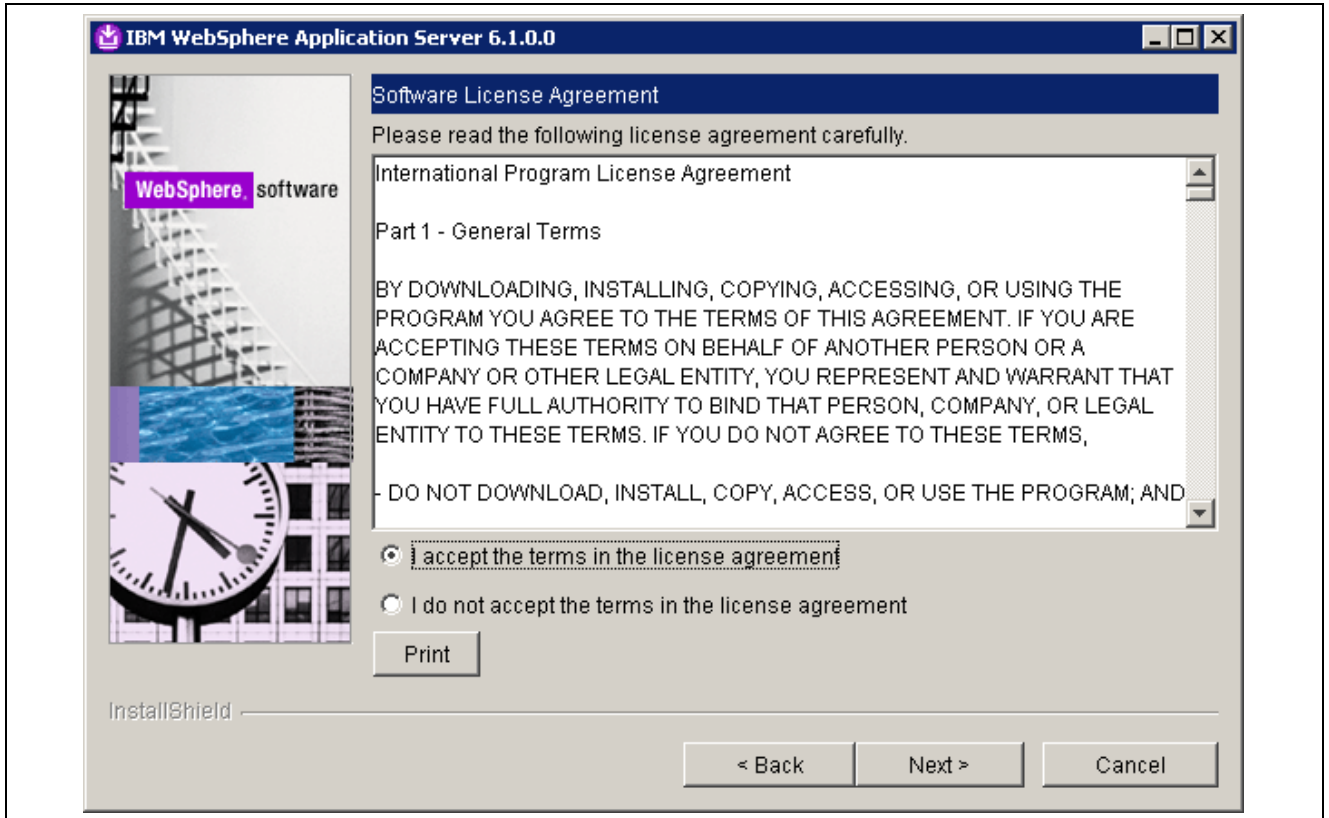 IBM WebSphere Application Server 6.1.0.0
WebSphere. software
Software License Agreement
Please read the following license agreement carefully.
International Program License Agreement
Part 1 - General Terms
BY DOWNLOADING, INSTALLING, COPYING, ACCESSING, OR USING THE
PROGRAM YOU AGREE TO THE TERMS OF THIS AGREEMENT. IF YOU ARE
ACCEPTING THESE TERMS ON BEHALF OF ANOTHER PERSON OR A
COMPANY OR OTHER LEGAL ENTITY, YOU REPRESENT AND WARRANT THAT
YOU HAVE FULL AUTHORITY TO BIND THAT PERSON, COMPANY, OR LEGAL
ENTITY TO THESE TERMS. IF YOU DO NOT AGREE TO THESE TERMS,
- DO NOT DOWNLOAD, INSTALL, COPY, ACCESS, OR USE THE PROGRAM; AND
I accept the terms in the license agreement
I do not accept the terms in the license agreement
Print
InstallShield
< Back
Next >
Cancel